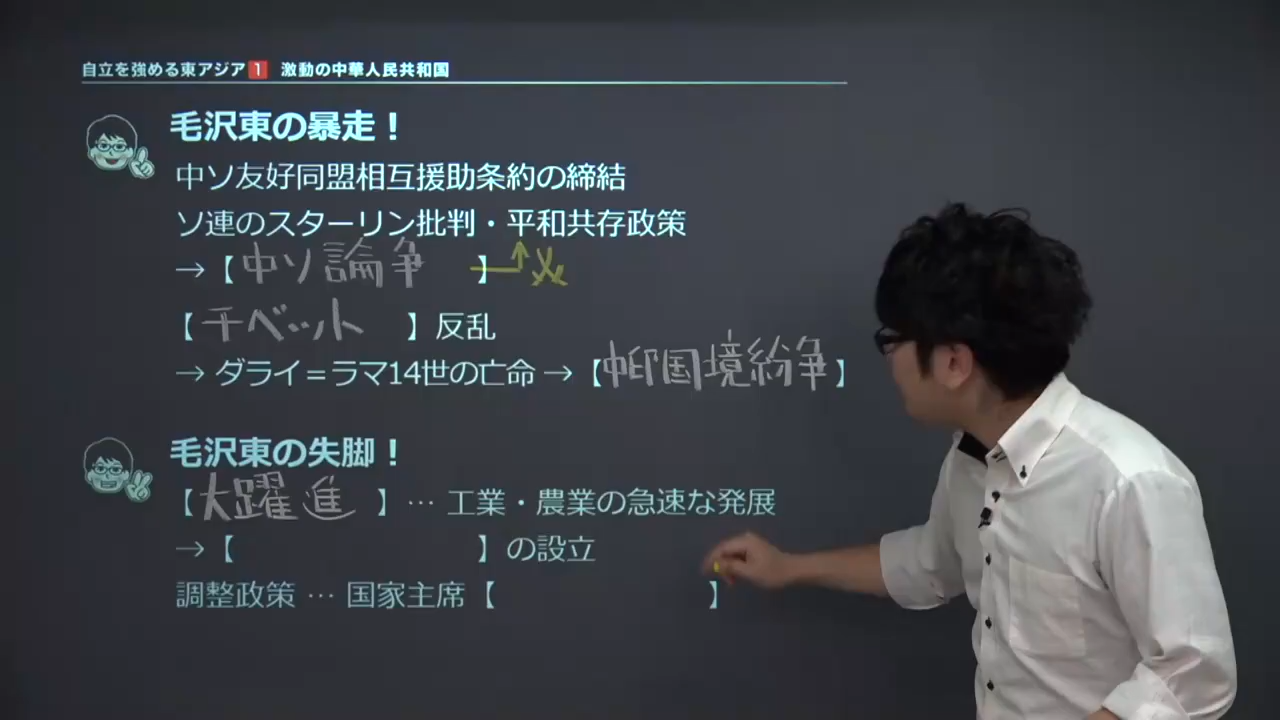 自立を強める東アジア1 激動の中華人民共和国
毛沢東の暴走！
中ソ友好同盟相互援助条約の締結
ソ連のスターリン批判・平和共存政策
→【中ソ論争】
【チベット】反乱
→ ダライ＝ラマ14世の亡命 →【中印国境紛争】
毛沢東の失脚！
【大躍進】… 工業・農業の急速な発展
→【 】の設立
調整政策 … 国家主席【 】